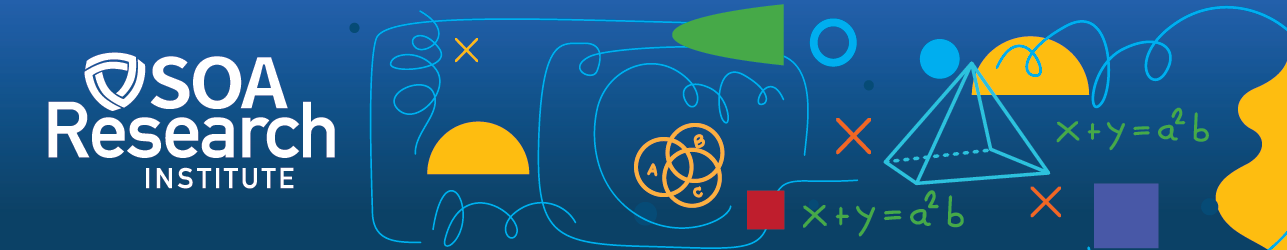 SOA
Research
INSTITUTE
A
B
C
x+y=a²b
x+y=a²b